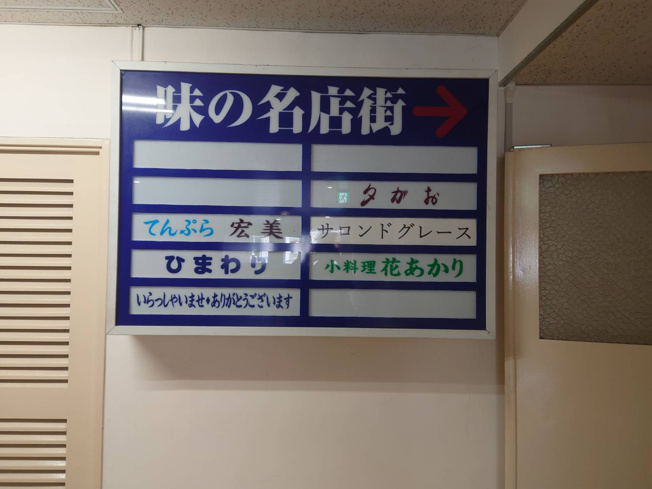 味の名店街→
夕がお
てんぷら 宏美
サロンドグレース
ひまわり
小料理 花あかり
いらっしゃいませ・ありがとうございます